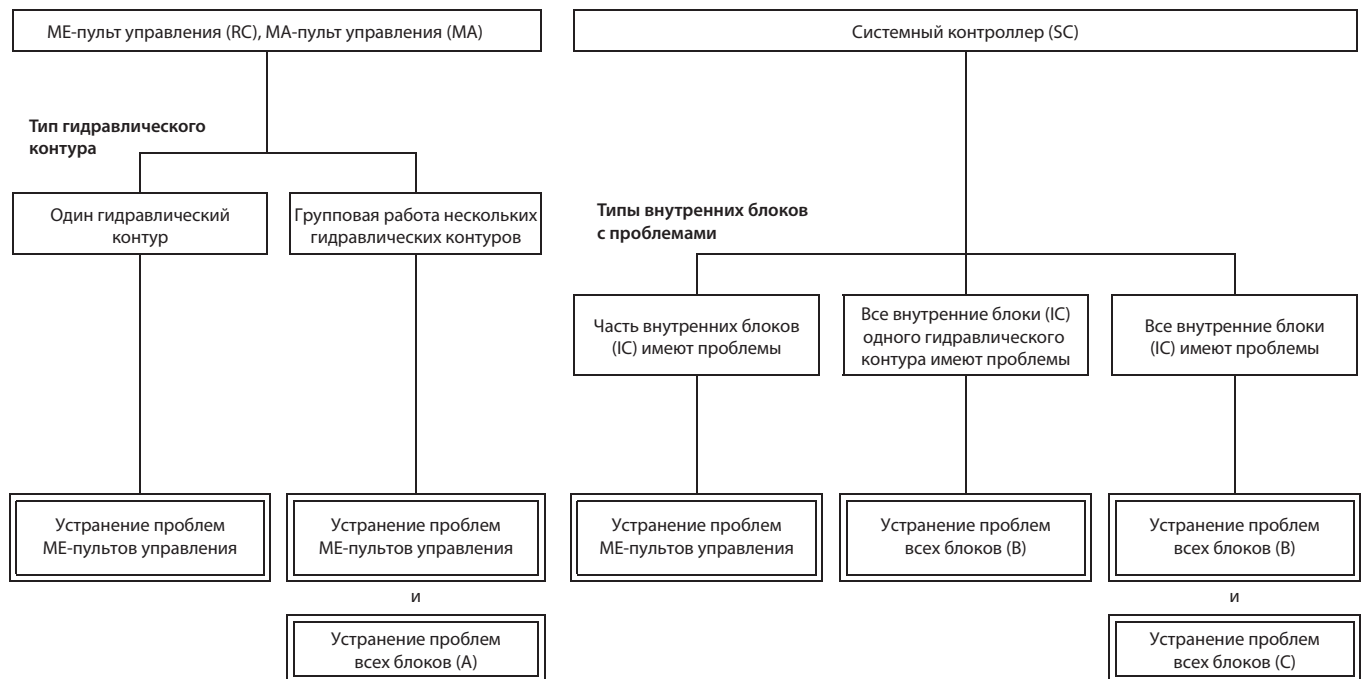 МЕ-пульт управления (RC), МА-пульт управления (МА)
Системный контроллер (SC)
Тип гидравлического
контура
Один гидравлический
контур
Групповая работа нескольких
гидравлических контуров
Типы внутренних блоков
с проблемами
Часть внутренних блоков
(IC) имеют проблемы
Все внутренние блоки (IC)
одного гидравлического
контура имеют проблемы
Все внутренние блоки
(IC) имеют проблемы
Устранение проблем
МЕ-пультов управления
Устранение проблем
МЕ-пультов управления
и
Устранение проблем
всех блоков (A)
Устранение проблем
МЕ-пультов управления
Устранение проблем
всех блоков (B)
Устранение проблем
всех блоков (B)
и
Устранение проблем
всех блоков (C)